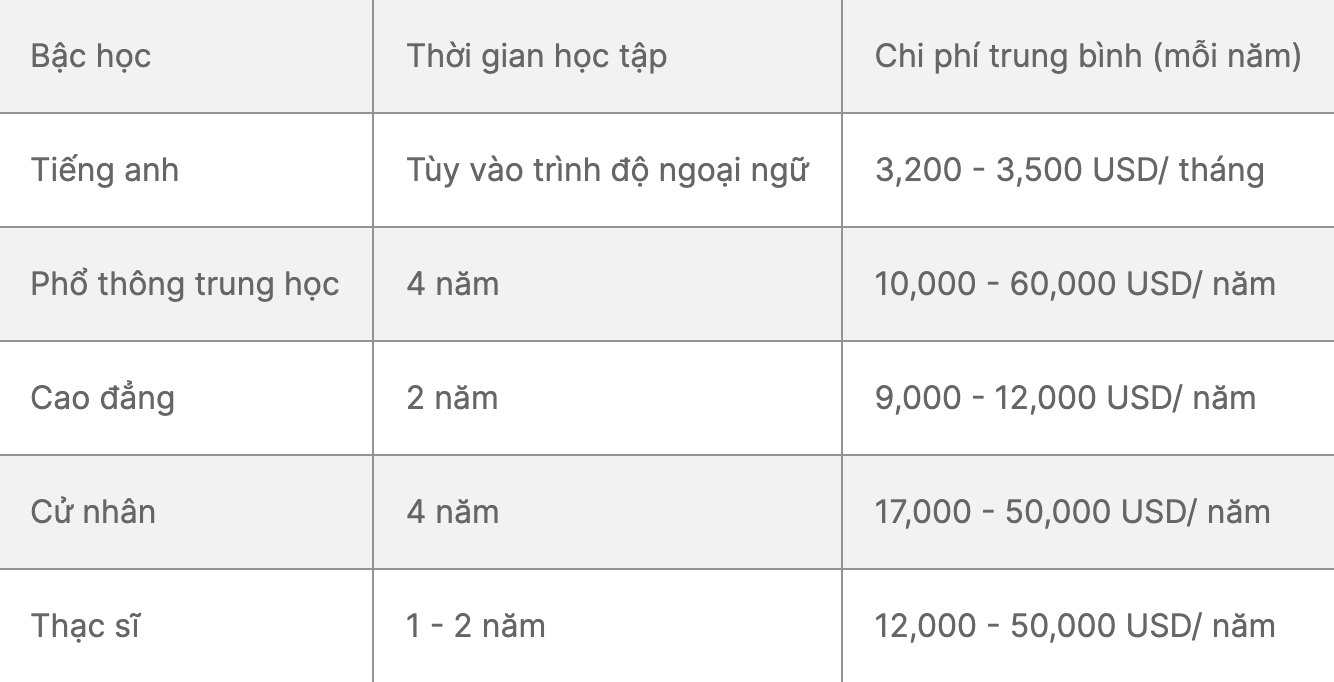 Bậc học
Thời gian học tập
Chi phí trung bình (mỗi năm)
Tiếng anh
Tùy vào trình độ ngoại ngữ
3,200 - 3,500 USD/ tháng
Phổ thông trung học
4 năm
10,000 - 60,000 USD/ năm
Cao đẳng
2 năm
9,000 - 12,000 USD/ năm
Cử nhân
4 năm
17,000 - 50,000 USD/ năm
Thạc sĩ
1 - 2 năm
12,000 - 50,000 USD/ năm